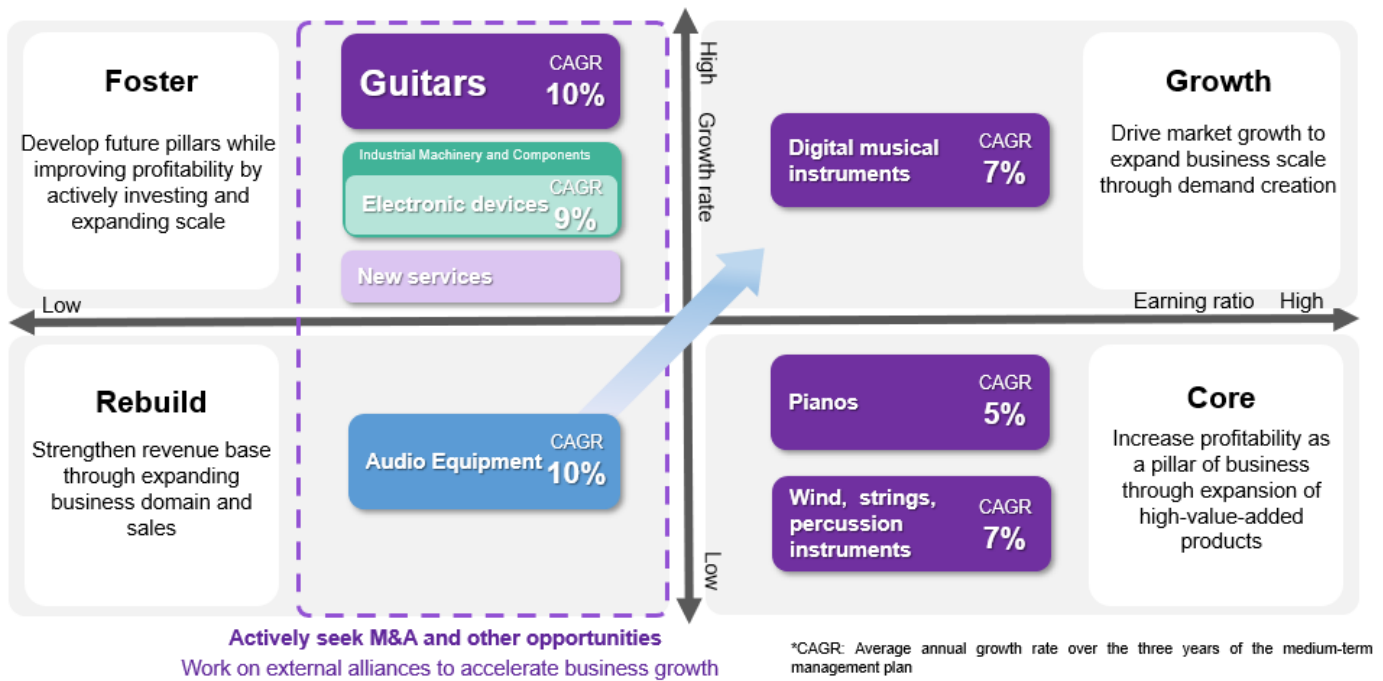 Foster
Develop future pillars while
improving profitability by
actively investing and
expanding scale
Guitars
CAGR
10%
Industrial Machinery and Components
Electronic devices
CAGR
9%
New services
High
Growth rate
Low
Digital musical
instruments
CAGR
7%
Growth
Drive market growth to
expand business scale
through demand creation
Low
Earning ratio
High
Rebuild
Strengthen revenue base
through expanding
business domain and
sales
Audio Equipment
CAGR
10%
Pianos
CAGR
5%
Wind, strings,
percussion
instruments
CAGR
7%
Core
Increase profitability as
a pillar of business
through expansion of
high-value-added
products
Actively seek M&A and other opportunities
Work on external alliances to accelerate business growth
*CAGR: Average annual growth rate over the three years of the medium-term
management plan